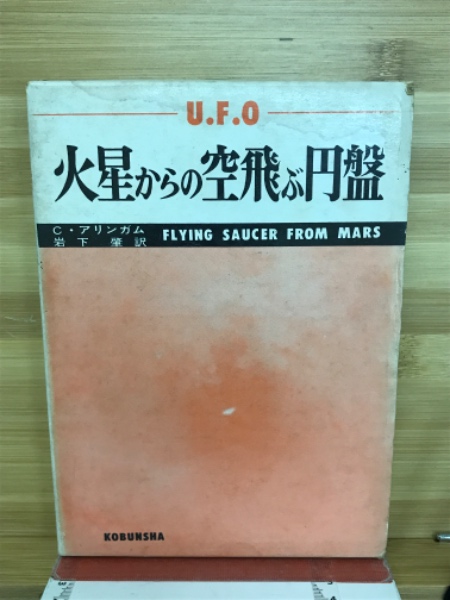 U.F.O
火星からの空飛ぶ円盤
C・アリンガム
岩下 肇 訳
FLYING SAUCER FROM MARS
KOBUNSHA